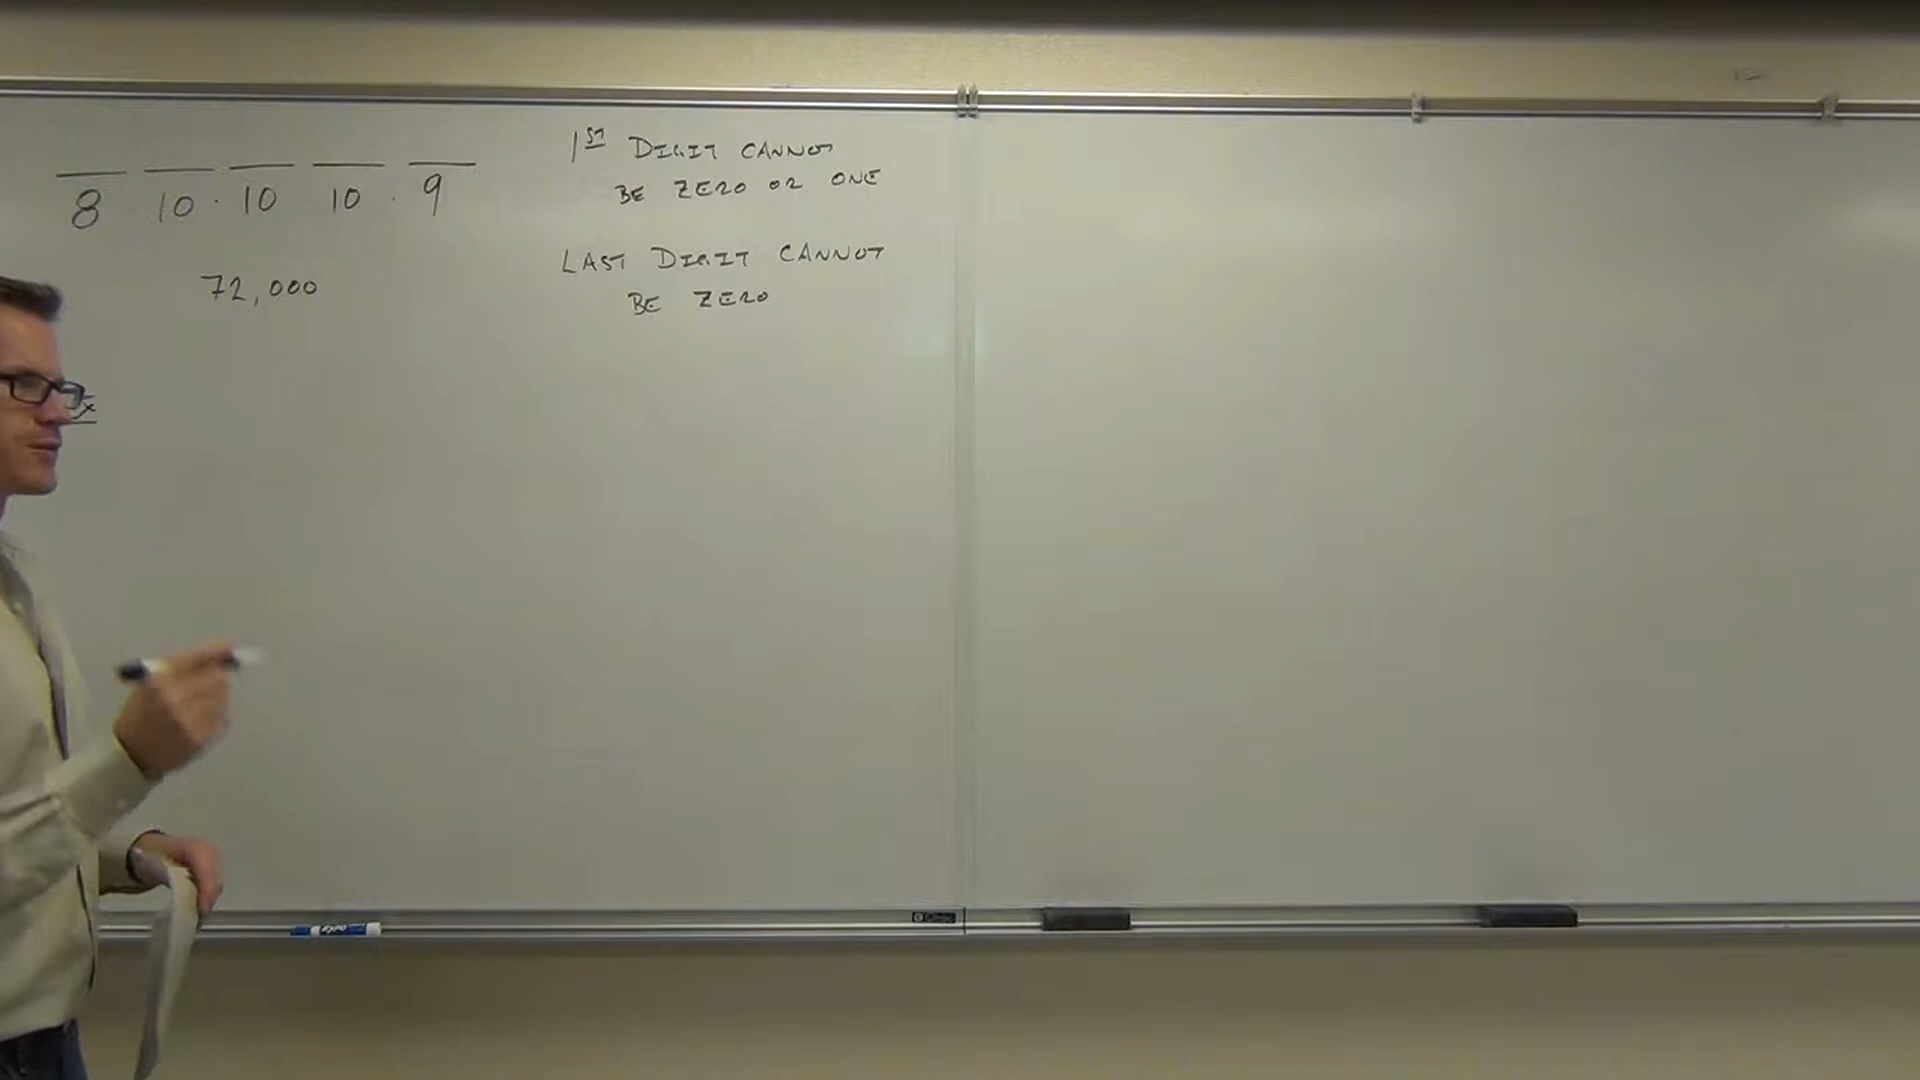 8 · 10 · 10 10 · 9
72,000
1ST DIGIT CANNOT
BE ZERO OR ONE
LAST DIGIT CANNOT
BE ZERO